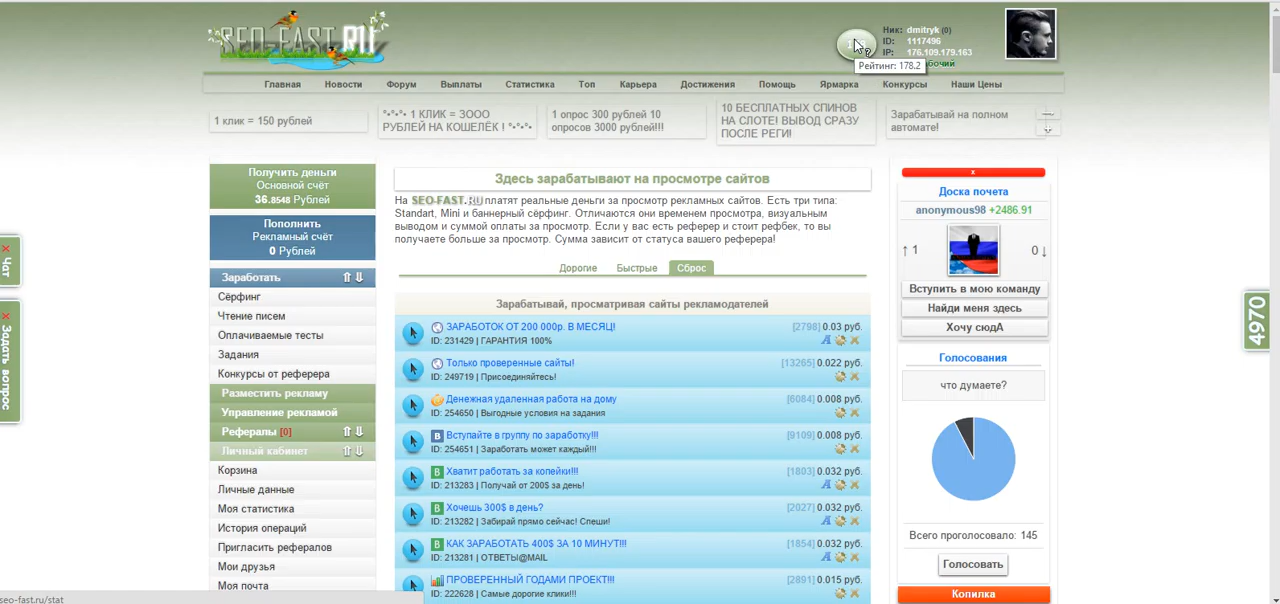 SEO-FAST.RU
Ник: dmitryk (0)
ID: 1117496
IP: 176.109.179.163
Рейтинг: 178.2
Главная Новости Форум Выплаты Статистика Топ Карьера Достижения Помощь Ярмарка Конкурсы Наши Цены
1 клик = 150 рублей
°•°•°• 1 КЛИК = ЗООО
РУБЛЕЙ НА КОШЕЛЁК ! °•°•°•
1 опрос 300 рублей 10
опросов 3000 рублей!!!
10 БЕСПЛАТНЫХ СПИНОВ
НА СЛОТЕ! ВЫВОД СРАЗУ
ПОСЛЕ РЕГИ!
Зарабатывай на полном
автомате!
Получить деньги
Основной счёт
36.8548 Рублей
Пополнить
Рекламный счёт
0 Рублей
Заработать
Сёрфинг
Чтение писем
Оплачиваемые тесты
Задания
Конкурсы от реферера
Разместить рекламу
Управление рекламой
Рефералы [0]
Личный кабинет
Корзина
Личные данные
Моя статистика
История операций
Пригласить рефералов
Мои друзья
Моя почта
seo-fast.ru/stat
× Чат
× Задать вопрос
Здесь зарабатывают на просмотре сайтов
На SEO-FAST.RU платят реальные деньги за просмотр рекламных сайтов. Есть три типа:
Standart, Mini и баннерный сёрфинг. Отличаются они временем просмотра, визуальным
выводом и суммой оплаты за просмотр. Если у вас есть реферер и стоит рефбек, то вы
получаете больше за просмотр. Сумма зависит от статуса вашего реферера!
Дорогие Быстрые Сброс
Зарабатывай, просматривая сайты рекламодателей
ЗАРАБОТОК ОТ 200 000р. В МЕСЯЦ! [2798] 0.03 руб.
ID: 231429 | ГАРАНТИЯ 100%
Только проверенные сайты! [13265] 0.022 руб.
ID: 249719 | Присоединяйтесь!
Денежная удаленная работа на дому [6084] 0.008 руб.
ID: 254650 | Выгодные условия на задания
Вступайте в группу по заработку!!! [9109] 0.008 руб.
ID: 254651 | Заработать может каждый!!!
Хватит работать за копейки!!! [1803] 0.032 руб.
ID: 213283 | Получай от 200$ за день!
Хочешь 300$ в день? [2027] 0.032 руб.
ID: 213282 | Забирай прямо сейчас! Спеши!
КАК ЗАРАБОТАТЬ 400$ ЗА 10 МИНУТ!!! [1854] 0.032 руб.
ID: 213281 | ОТВЕТЫ@MAIL
ПРОВЕРЕННЫЙ ГОДАМИ ПРОЕКТ!!! [2891] 0.015 руб.
ID: 222628 | Самые дорогие клики!!!
x
Доска почета
anonymous98 +2486.91
↑ 1 0 ↓
Вступить в мою команду
Найди меня здесь
Хочу сюдА
Голосования
что думаете?
Всего проголосовало: 145
Голосовать
Копилка
4970